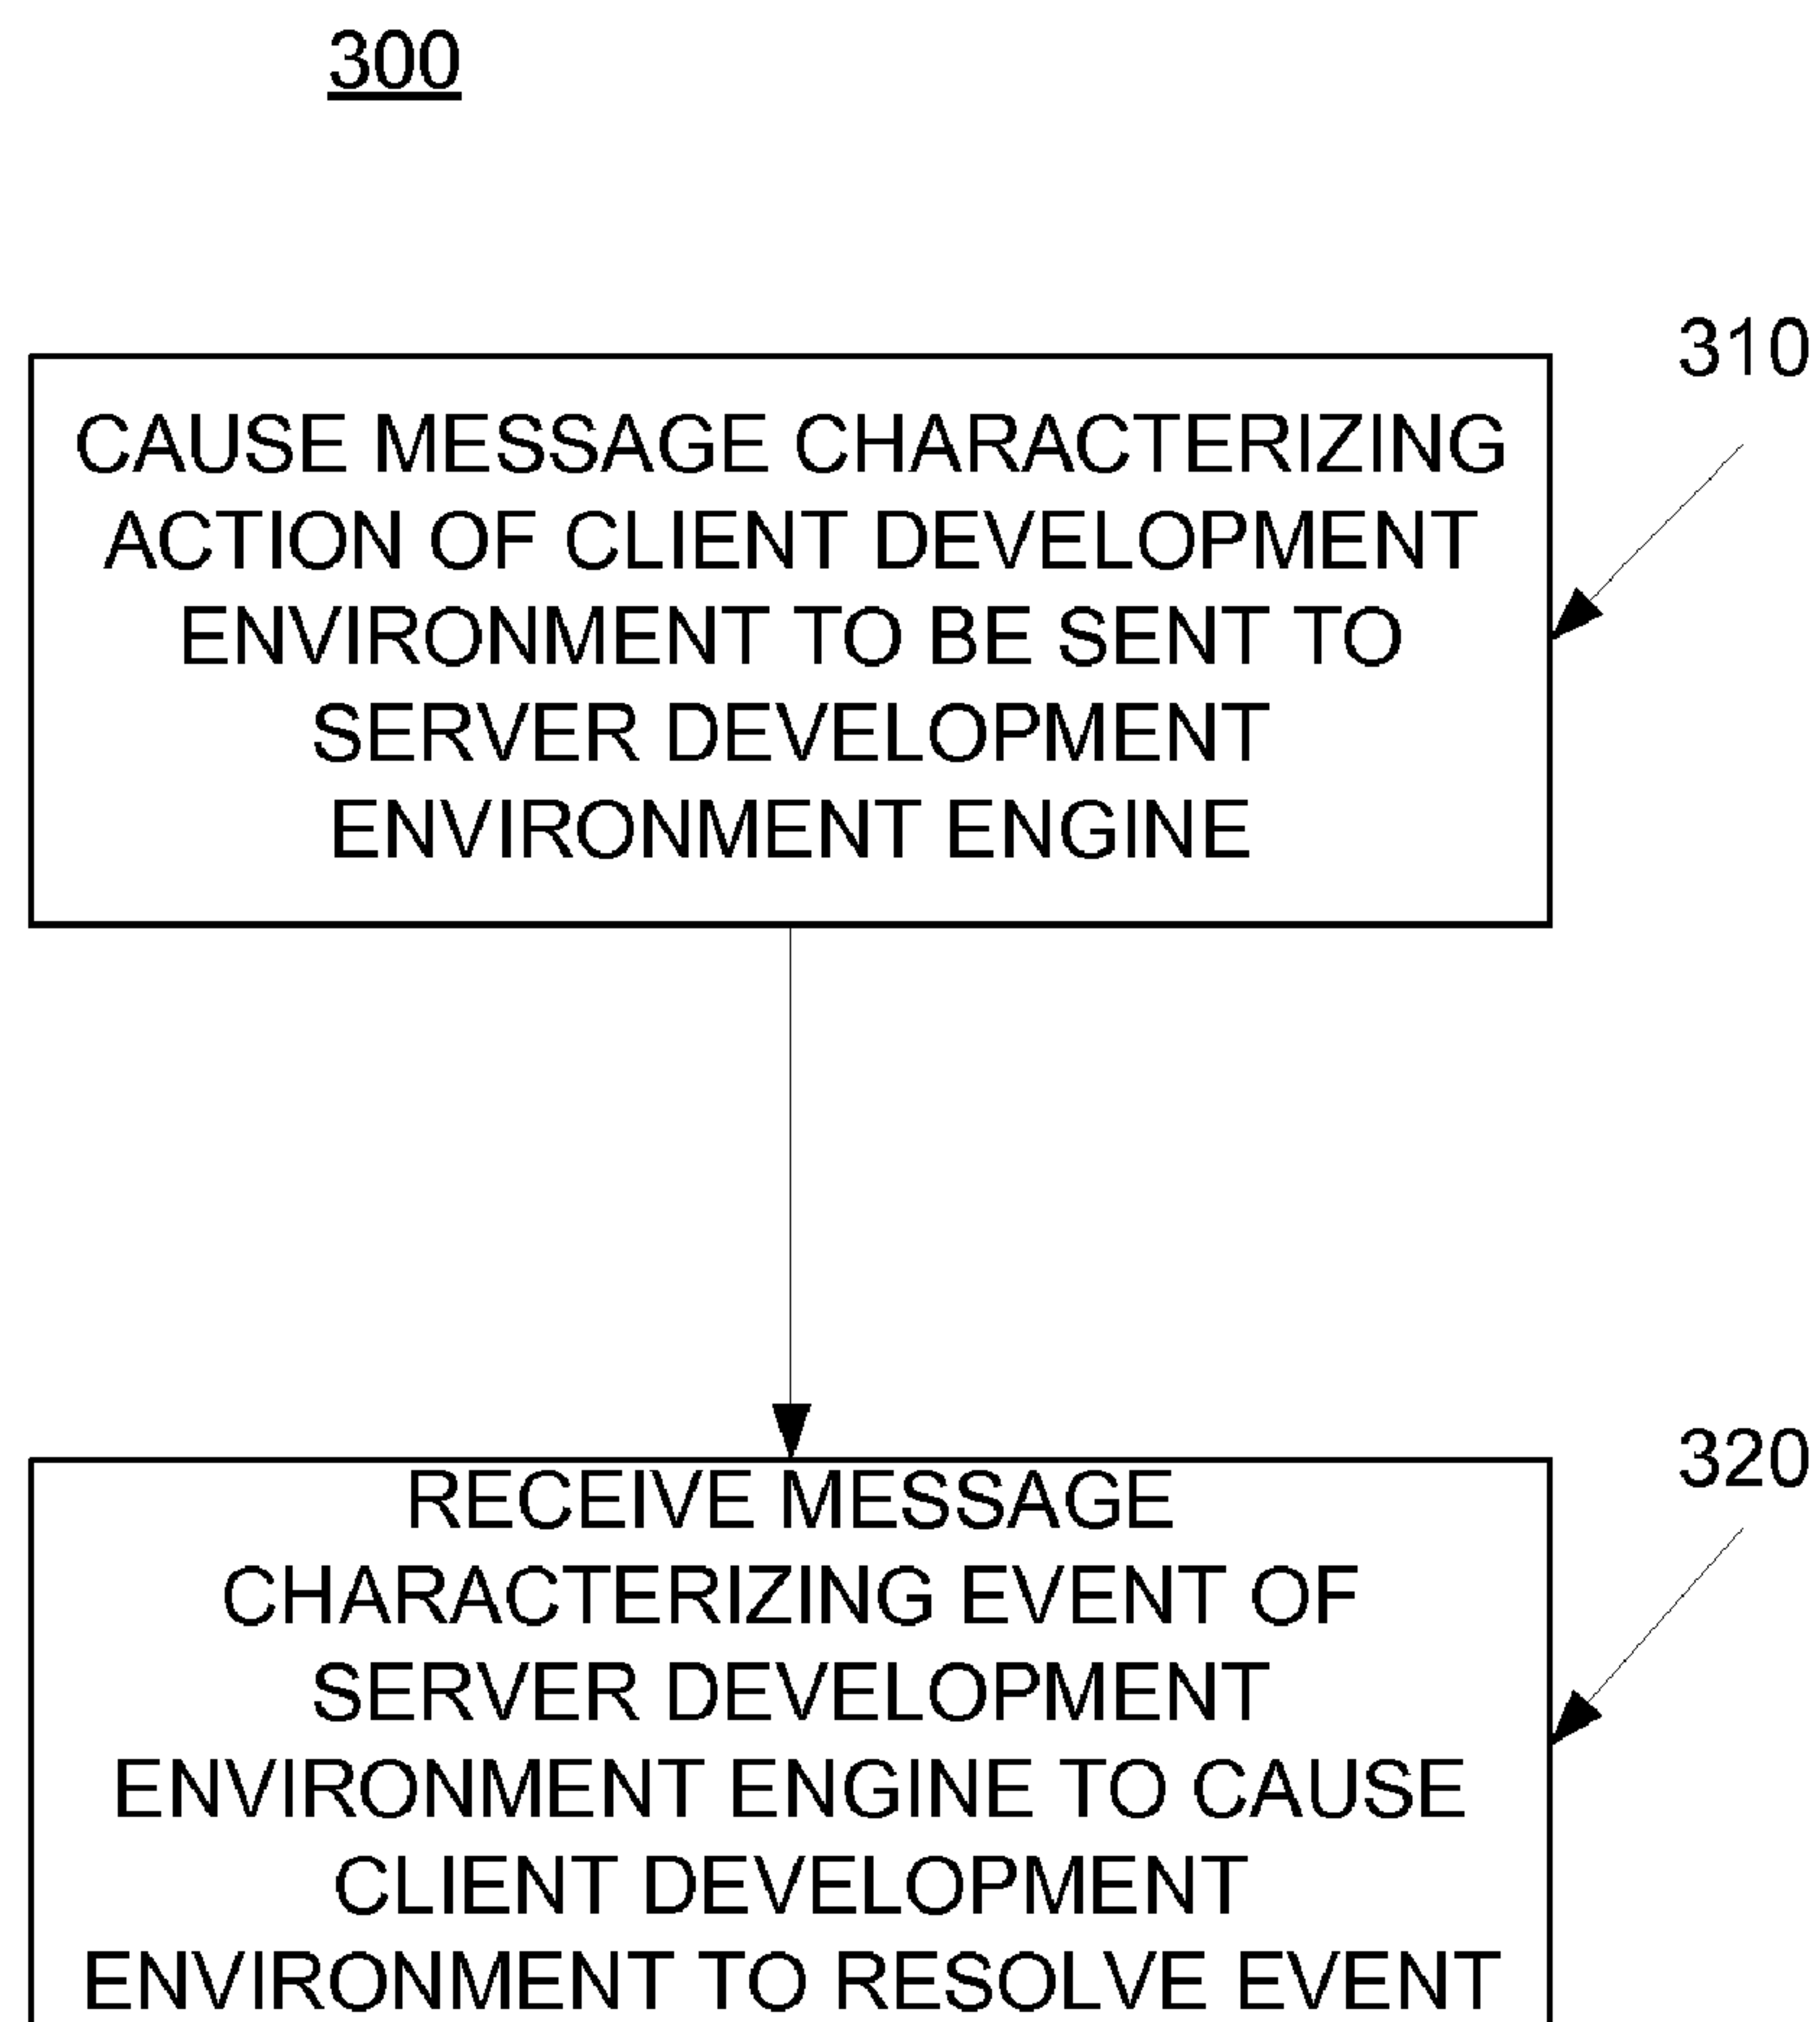 300
310
CAUSE MESSAGE CHARACTERIZING
ACTION OF CLIENT DEVELOPMENT
ENVIRONMENT TO BE SENT TO
SERVER DEVELOPMENT
ENVIRONMENT ENGINE
320
RECEIVE MESSAGE
CHARACTERIZING EVENT OF
SERVER DEVELOPMENT
ENVIRONMENT ENGINE TO CAUSE
CLIENT DEVELOPMENT
ENVIRONMENT TO RESOLVE EVENT